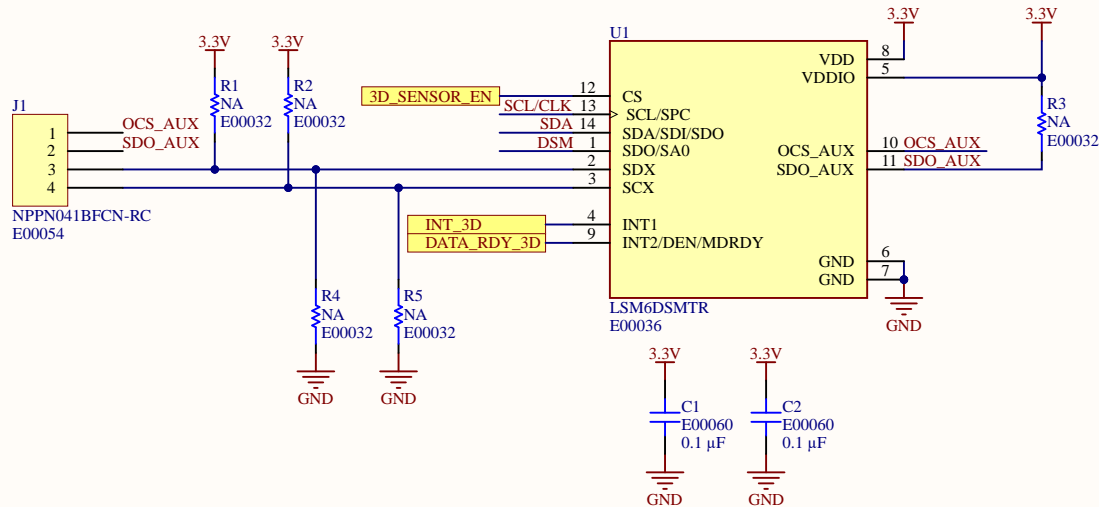 3.3V
3.3V
3.3V
3.3V
U1
R1
NA
E00032
R2
NA
E00032
R3
NA
E00032
J1
1
2
3
4
OCS_AUX
SDO_AUX
NPPN041BFCN-RC
E00054
3D_SENSOR_EN
SCL/CLK
SDA
DSM
INT_3D
DATA_RDY_3D
12
13
14
1
2
3
4
9
CS
SCL/SPC
SDA/SDI/SDO
SDO/SA0
SDX
SCX
INT1
INT2/DEN/MDRDY
VDD
VDDIO
OCS_AUX
SDO_AUX
GND
GND
8
5
10
11
6
7
OCS_AUX
SDO_AUX
GND
LSM6DSMTR
E00036
R4
NA
E00032
R5
NA
E00032
GND
GND
3.3V
3.3V
C1
E00060
0.1 µF
C2
E00060
0.1 µF
GND
GND